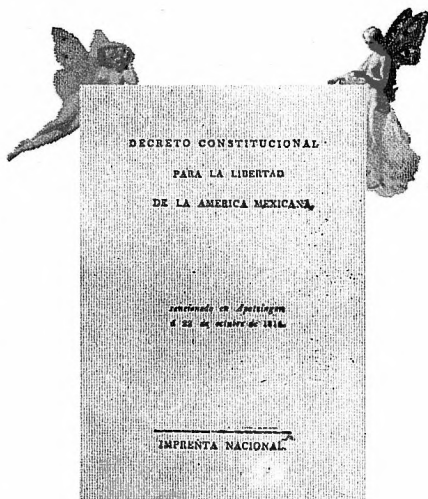 DECRETO CONSTITUCIONAL
PARA LA LIBERTAD
DE LA AMERICA MEXICANA,
sancionado en Apatzingan
á 22 de octubre de 1814.
IMPRENTA NACIONAL.